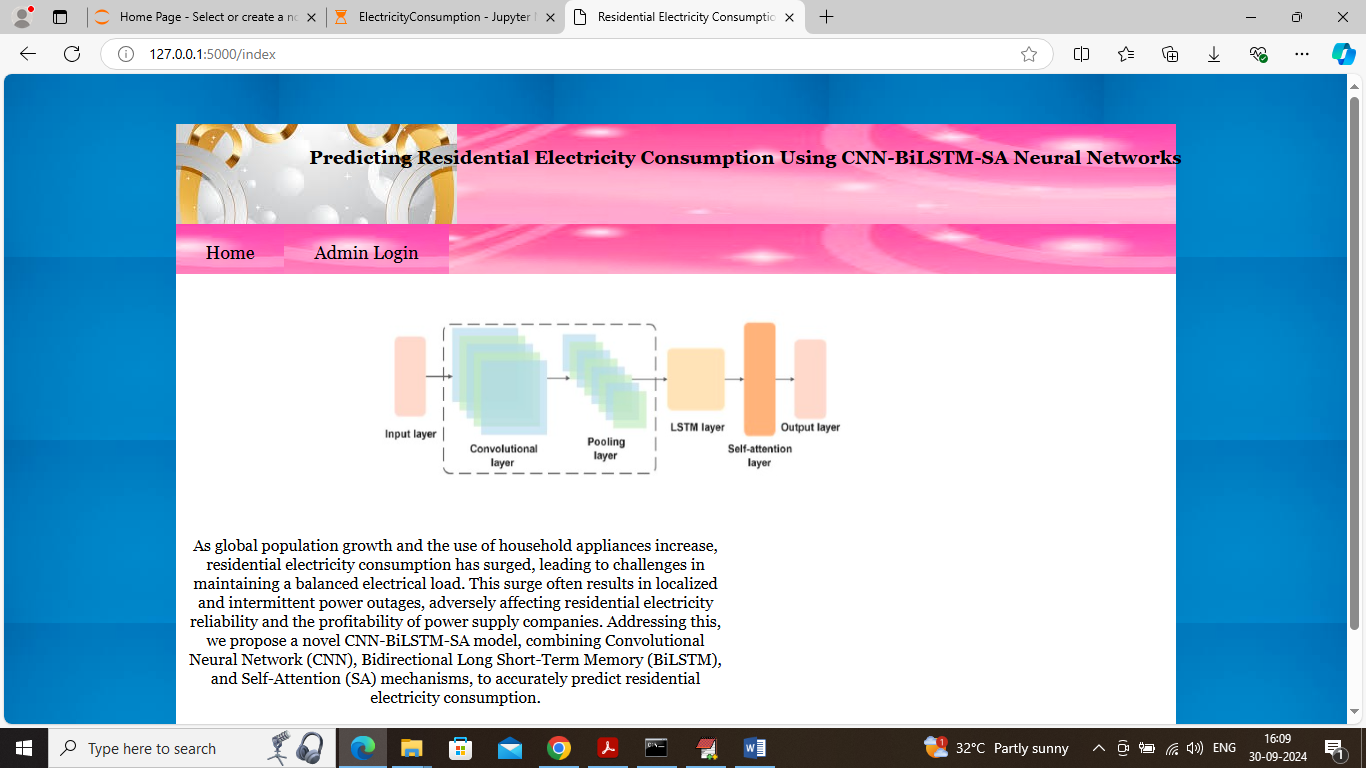 Home Page - Select or create a no
ElectricityConsumption - Jupyter
Residential Electricity Consumptio
127.0.0.1:5000/index
Predicting Residential Electricity Consumption Using CNN-BiLSTM-SA Neural Networks
Home
Admin Login
Input layer
Convolutional
layer
Pooling
layer
LSTM layer
Self-attention
layer
Output layer
As global population growth and the use of household appliances increase,
residential electricity consumption has surged, leading to challenges in
maintaining a balanced electrical load. This surge often results in localized
and intermittent power outages, adversely affecting residential electricity
reliability and the profitability of power supply companies. Addressing this,
we propose a novel CNN-BiLSTM-SA model, combining Convolutional
Neural Network (CNN), Bidirectional Long Short-Term Memory (BiLSTM),
and Self-Attention (SA) mechanisms, to accurately predict residential
electricity consumption.
Type here to search
1
32°C Partly sunny
ENG
16:09
30-09-2024
1